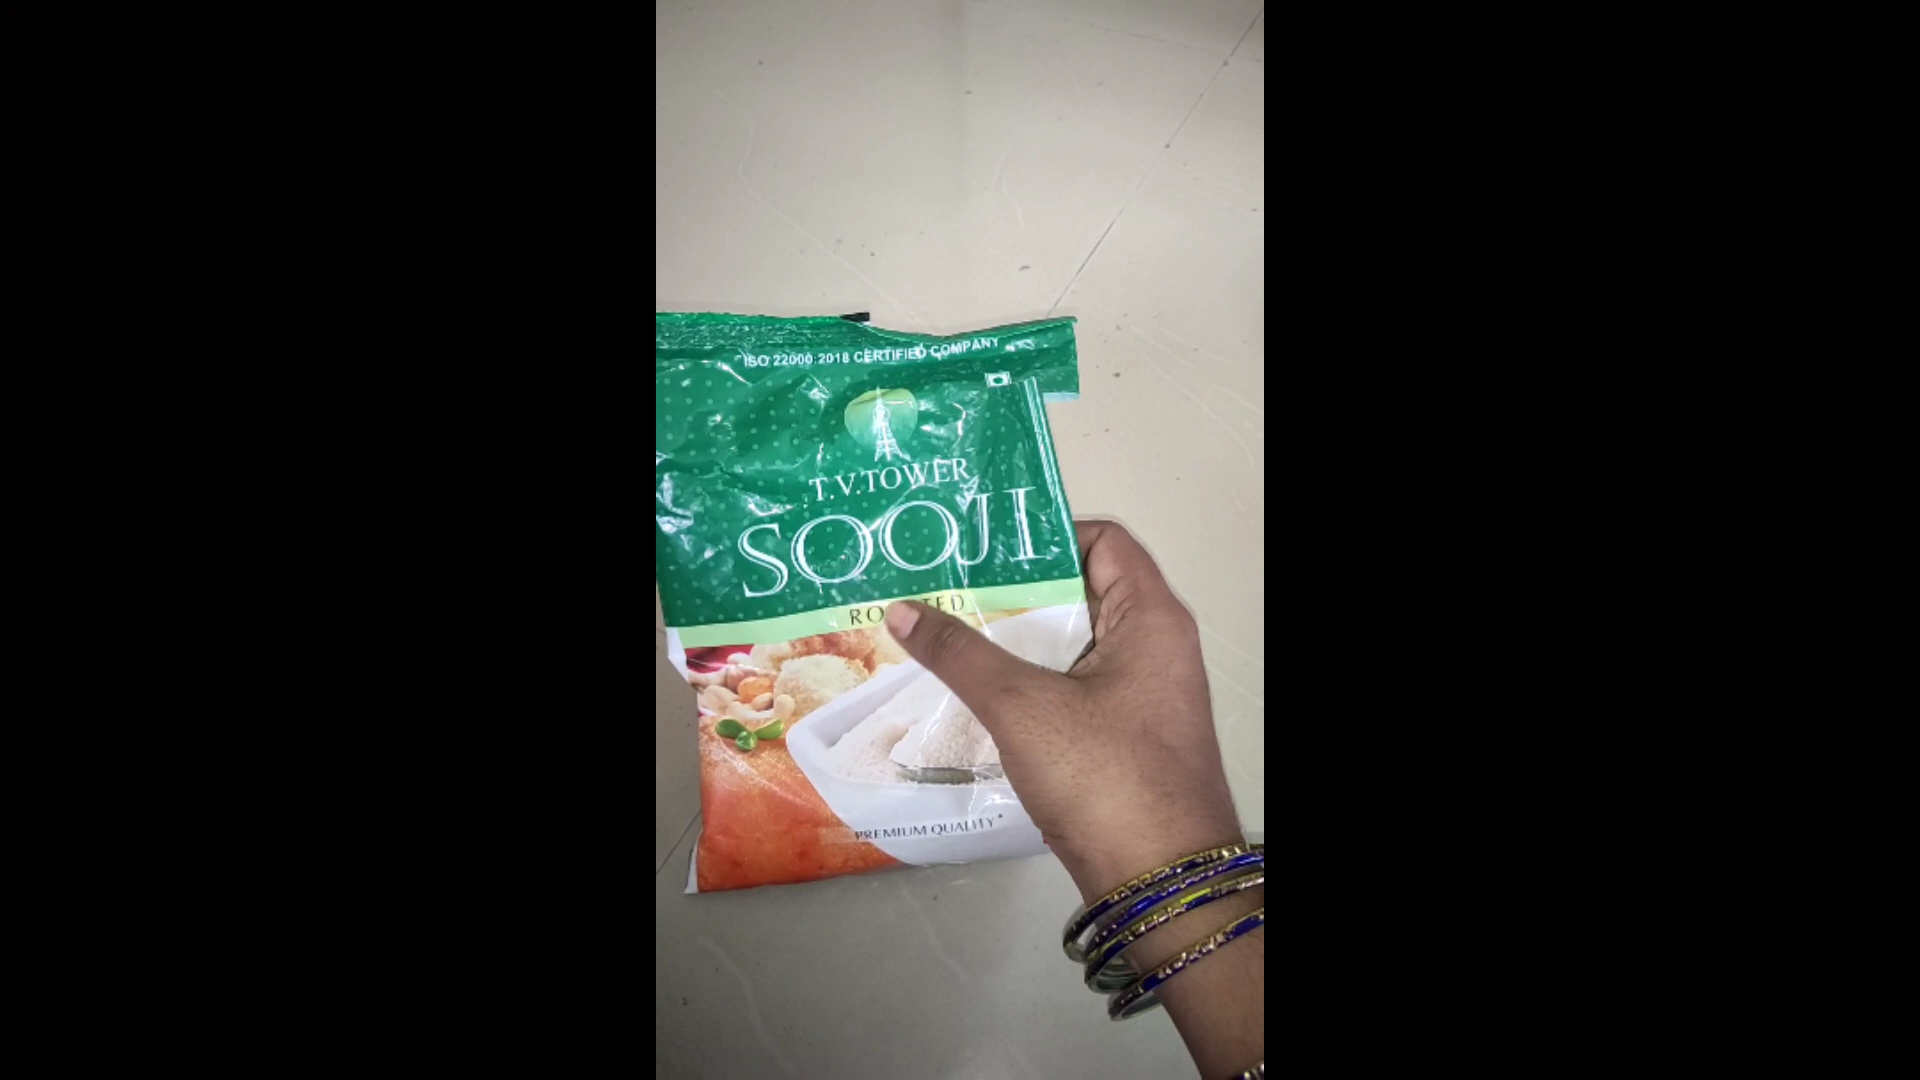 ISO 22000:2018 CERTIFIED COMPANY
T.V.TOWER
SOOJI
PREMIUM QUALITY*